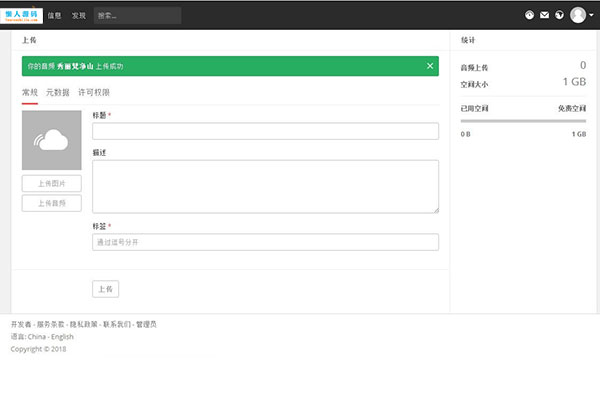 懒人源码
信息 发现 搜索...
上传
你的音频 秀丽梵净山 上传成功
常规 元数据 许可权限
标题 *
上传图片
上传音频
描述
标签 *
通过逗号分开
上传
统计
音频上传 0
空间大小 1 GB
已用空间 免费空间
0 B 1 GB
开发者 - 服务条款 - 隐私政策 - 联系我们 - 管理员
语言: China - English
Copyright © 2018